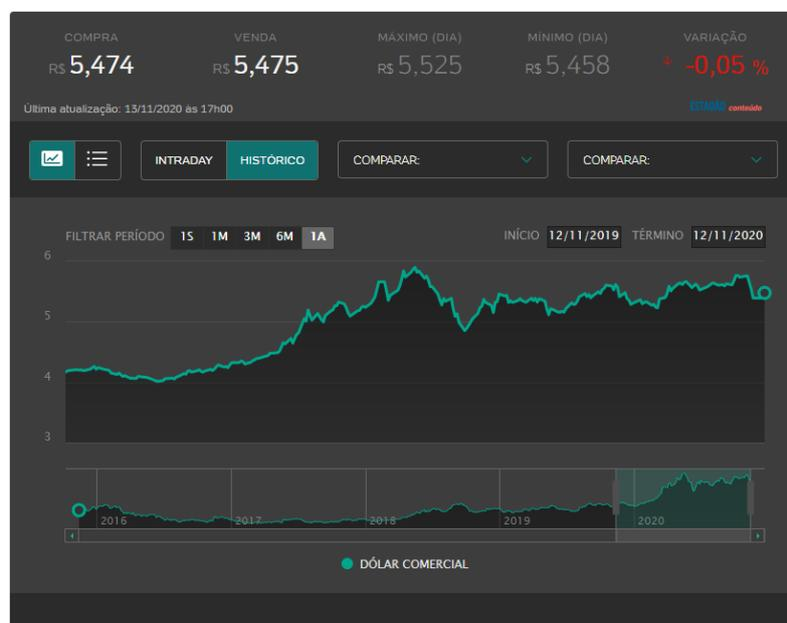 COMPRA VENDA MÁXIMO (DIA) MÍNIMO (DIA) VARIAÇÃO
R$ 5,474 R$ 5,475 R$ 5,525 R$ 5,458 -0,05 %
Última atualização: 13/11/2020 às 17h00 ESTADÃO conteúdo
INTRADAY HISTÓRICO COMPARAR: COMPARAR:
FILTRAR PERÍODO 1S 1M 3M 6M 1A INÍCIO 12/11/2019 TÉRMINO 12/11/2020
6
5
4
3
2016 2017 2018 2019 2020
DÓLAR COMERCIAL